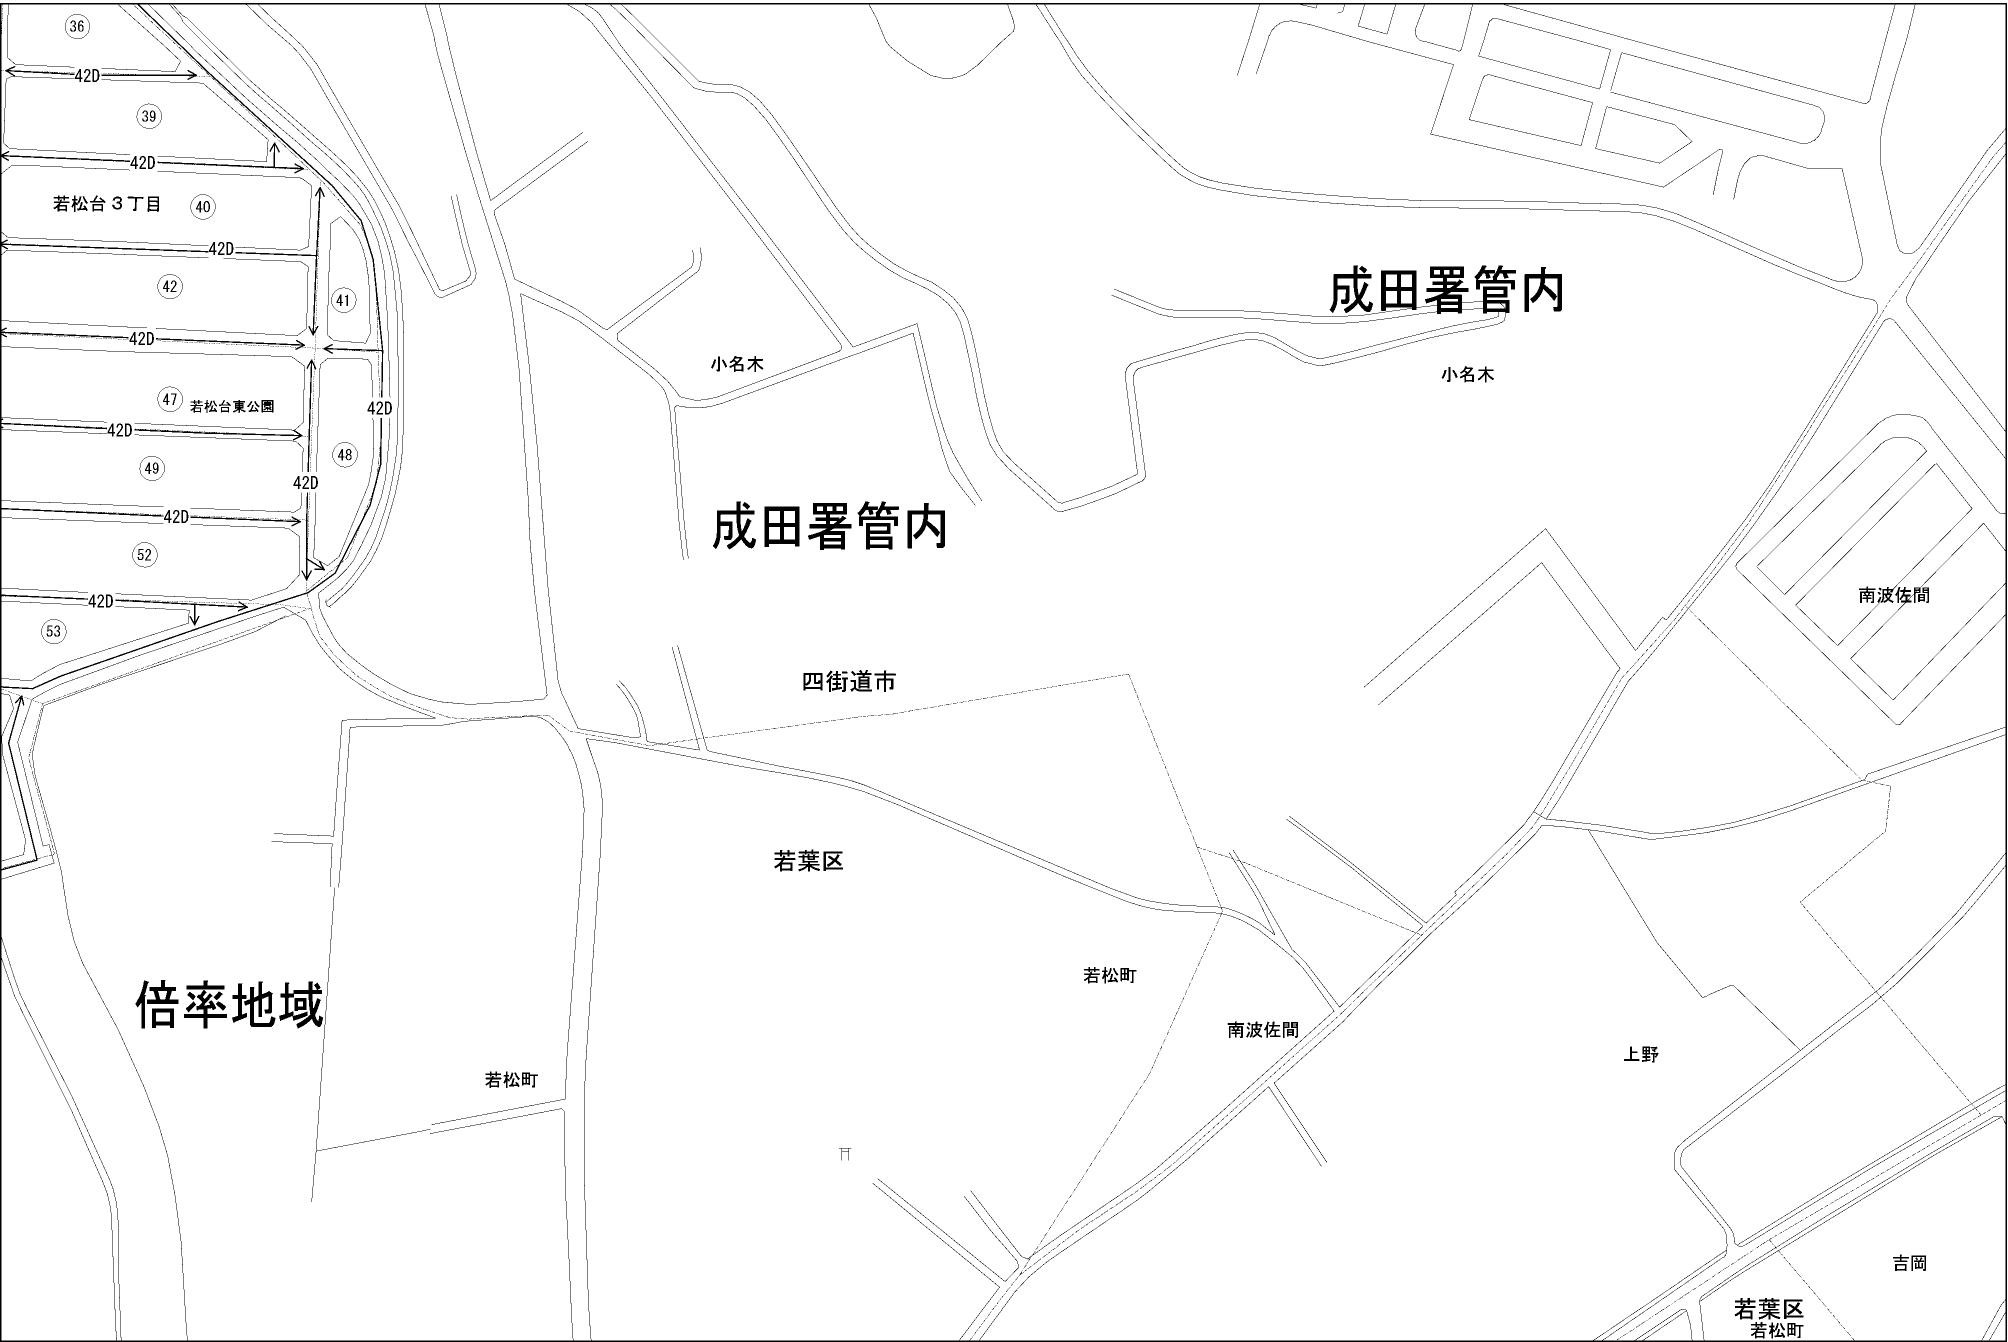 36
42D
39
42D
若松台３丁目
40
42D
42
41
42D
47
若松台東公園
42D
42D
49
48
42D
42D
52
42D
53
成田署管内
小名木
小名木
成田署管内
南波佐間
四街道市
若葉区
若松町
倍率地域
南波佐間
若松町
上野
吉岡
若葉区
若松町